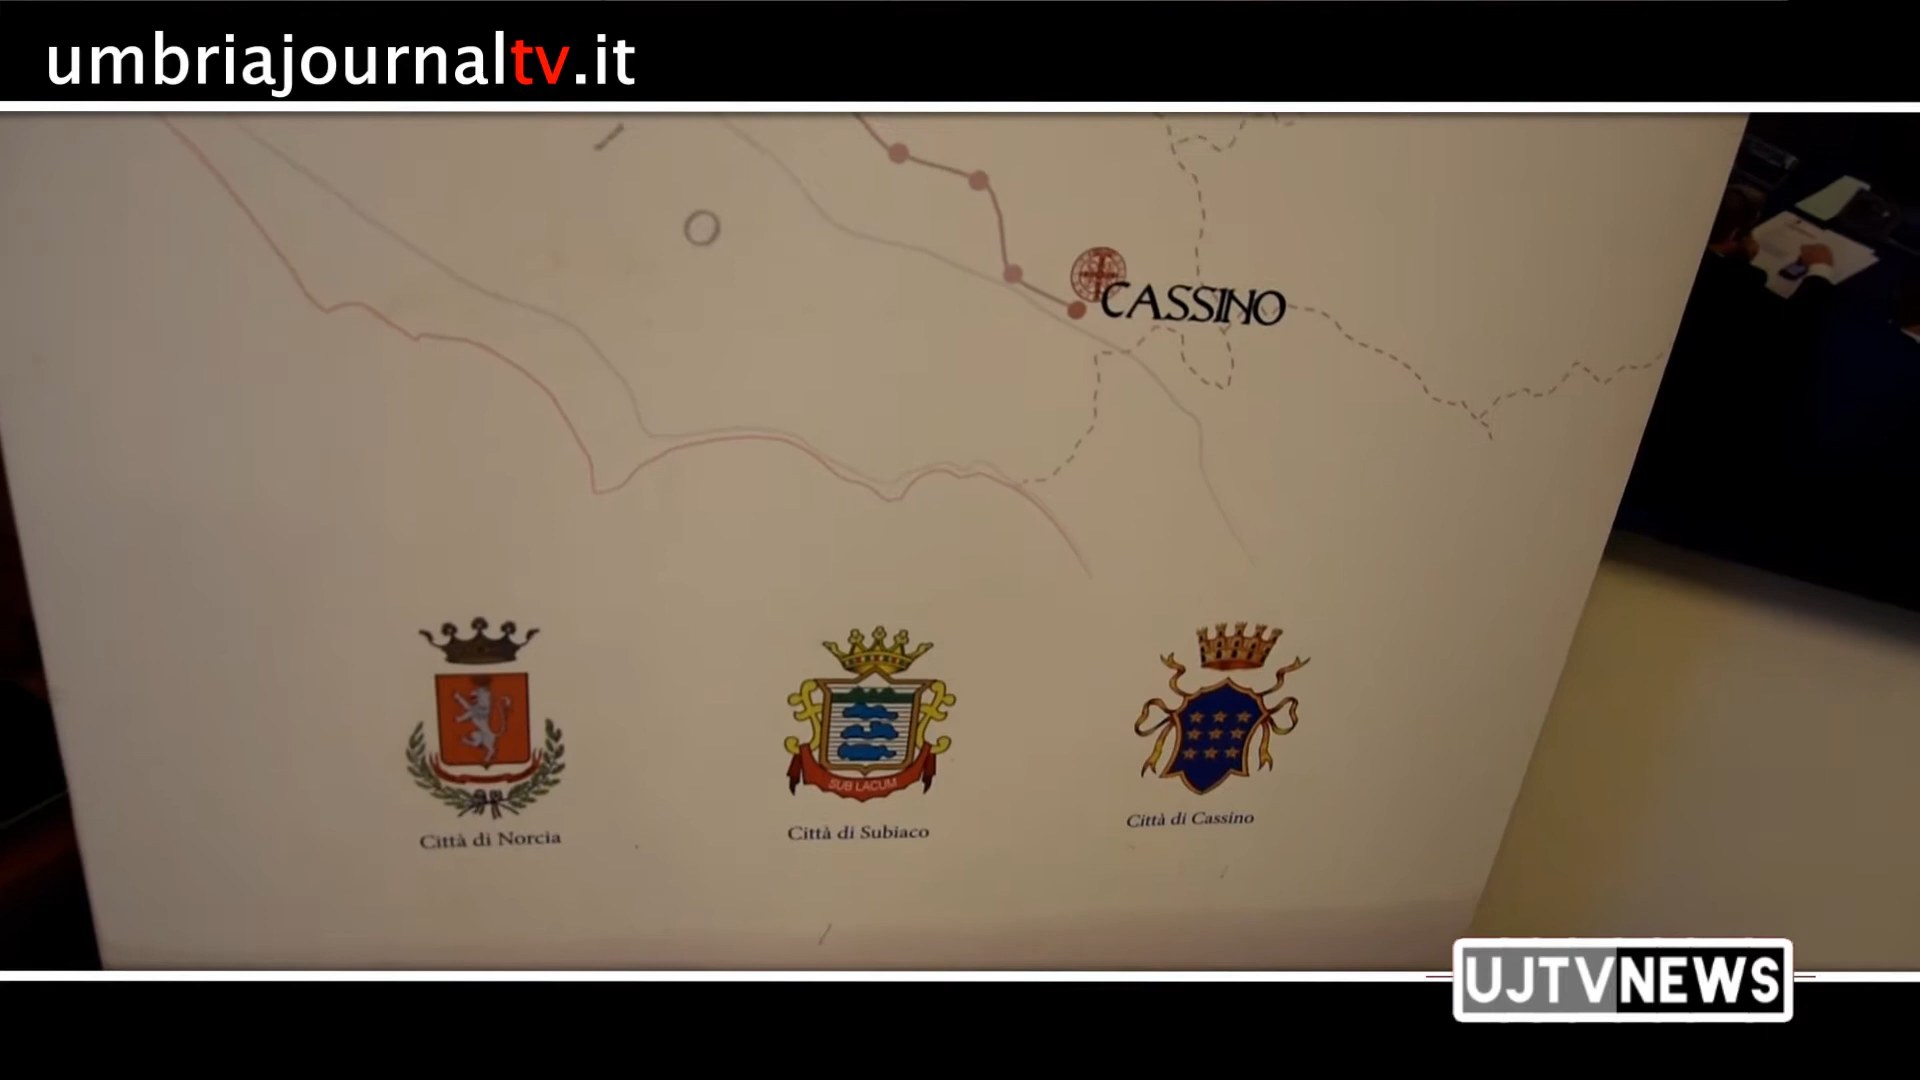 umbriajournaltv.it
CASSINO
SUB LACUM
Città di Norcia
Città di Subiaco
Città di Cassino
UJTVNEWS